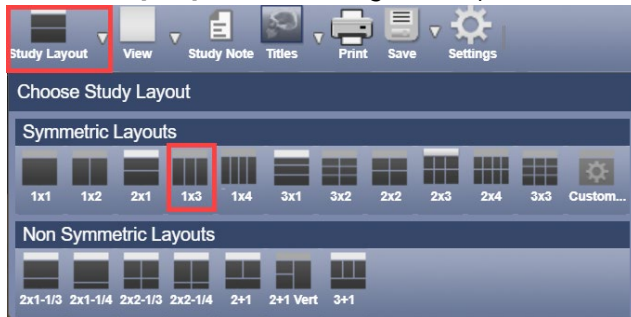 Study Layout View Study Note Titles Print Save Settings
Choose Study Layout
Symmetric Layouts
1x1 1x2 2x1 1x3 1x4 3x1 3x2 2x2 2x3 2x4 3x3 Custom...
Non Symmetric Layouts
2x1-1/3 2x1-1/4 2x2-1/3 2x2-1/4 2+1 2+1 Vert 3+1